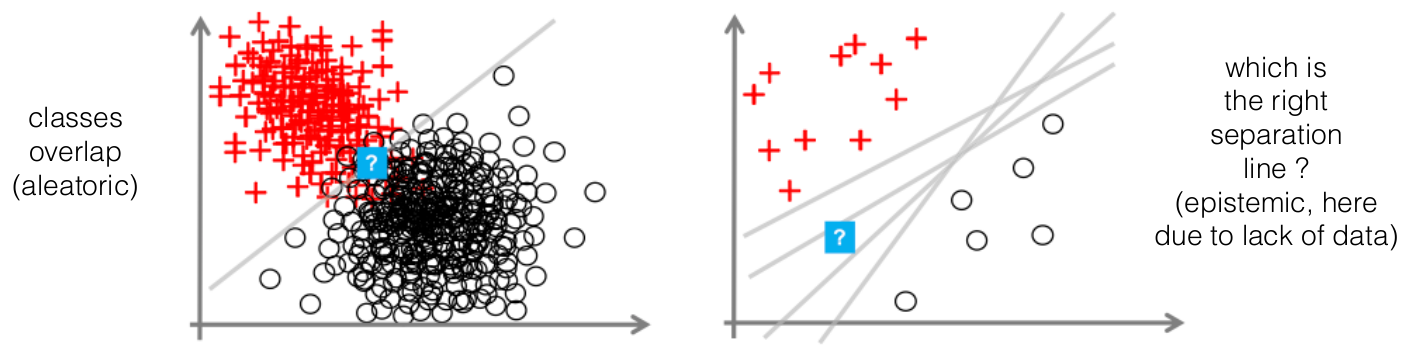 classes
overlap
(aleatoric)
?
?
which is
the right
separation
line ?
(epistemic, here
due to lack of data)